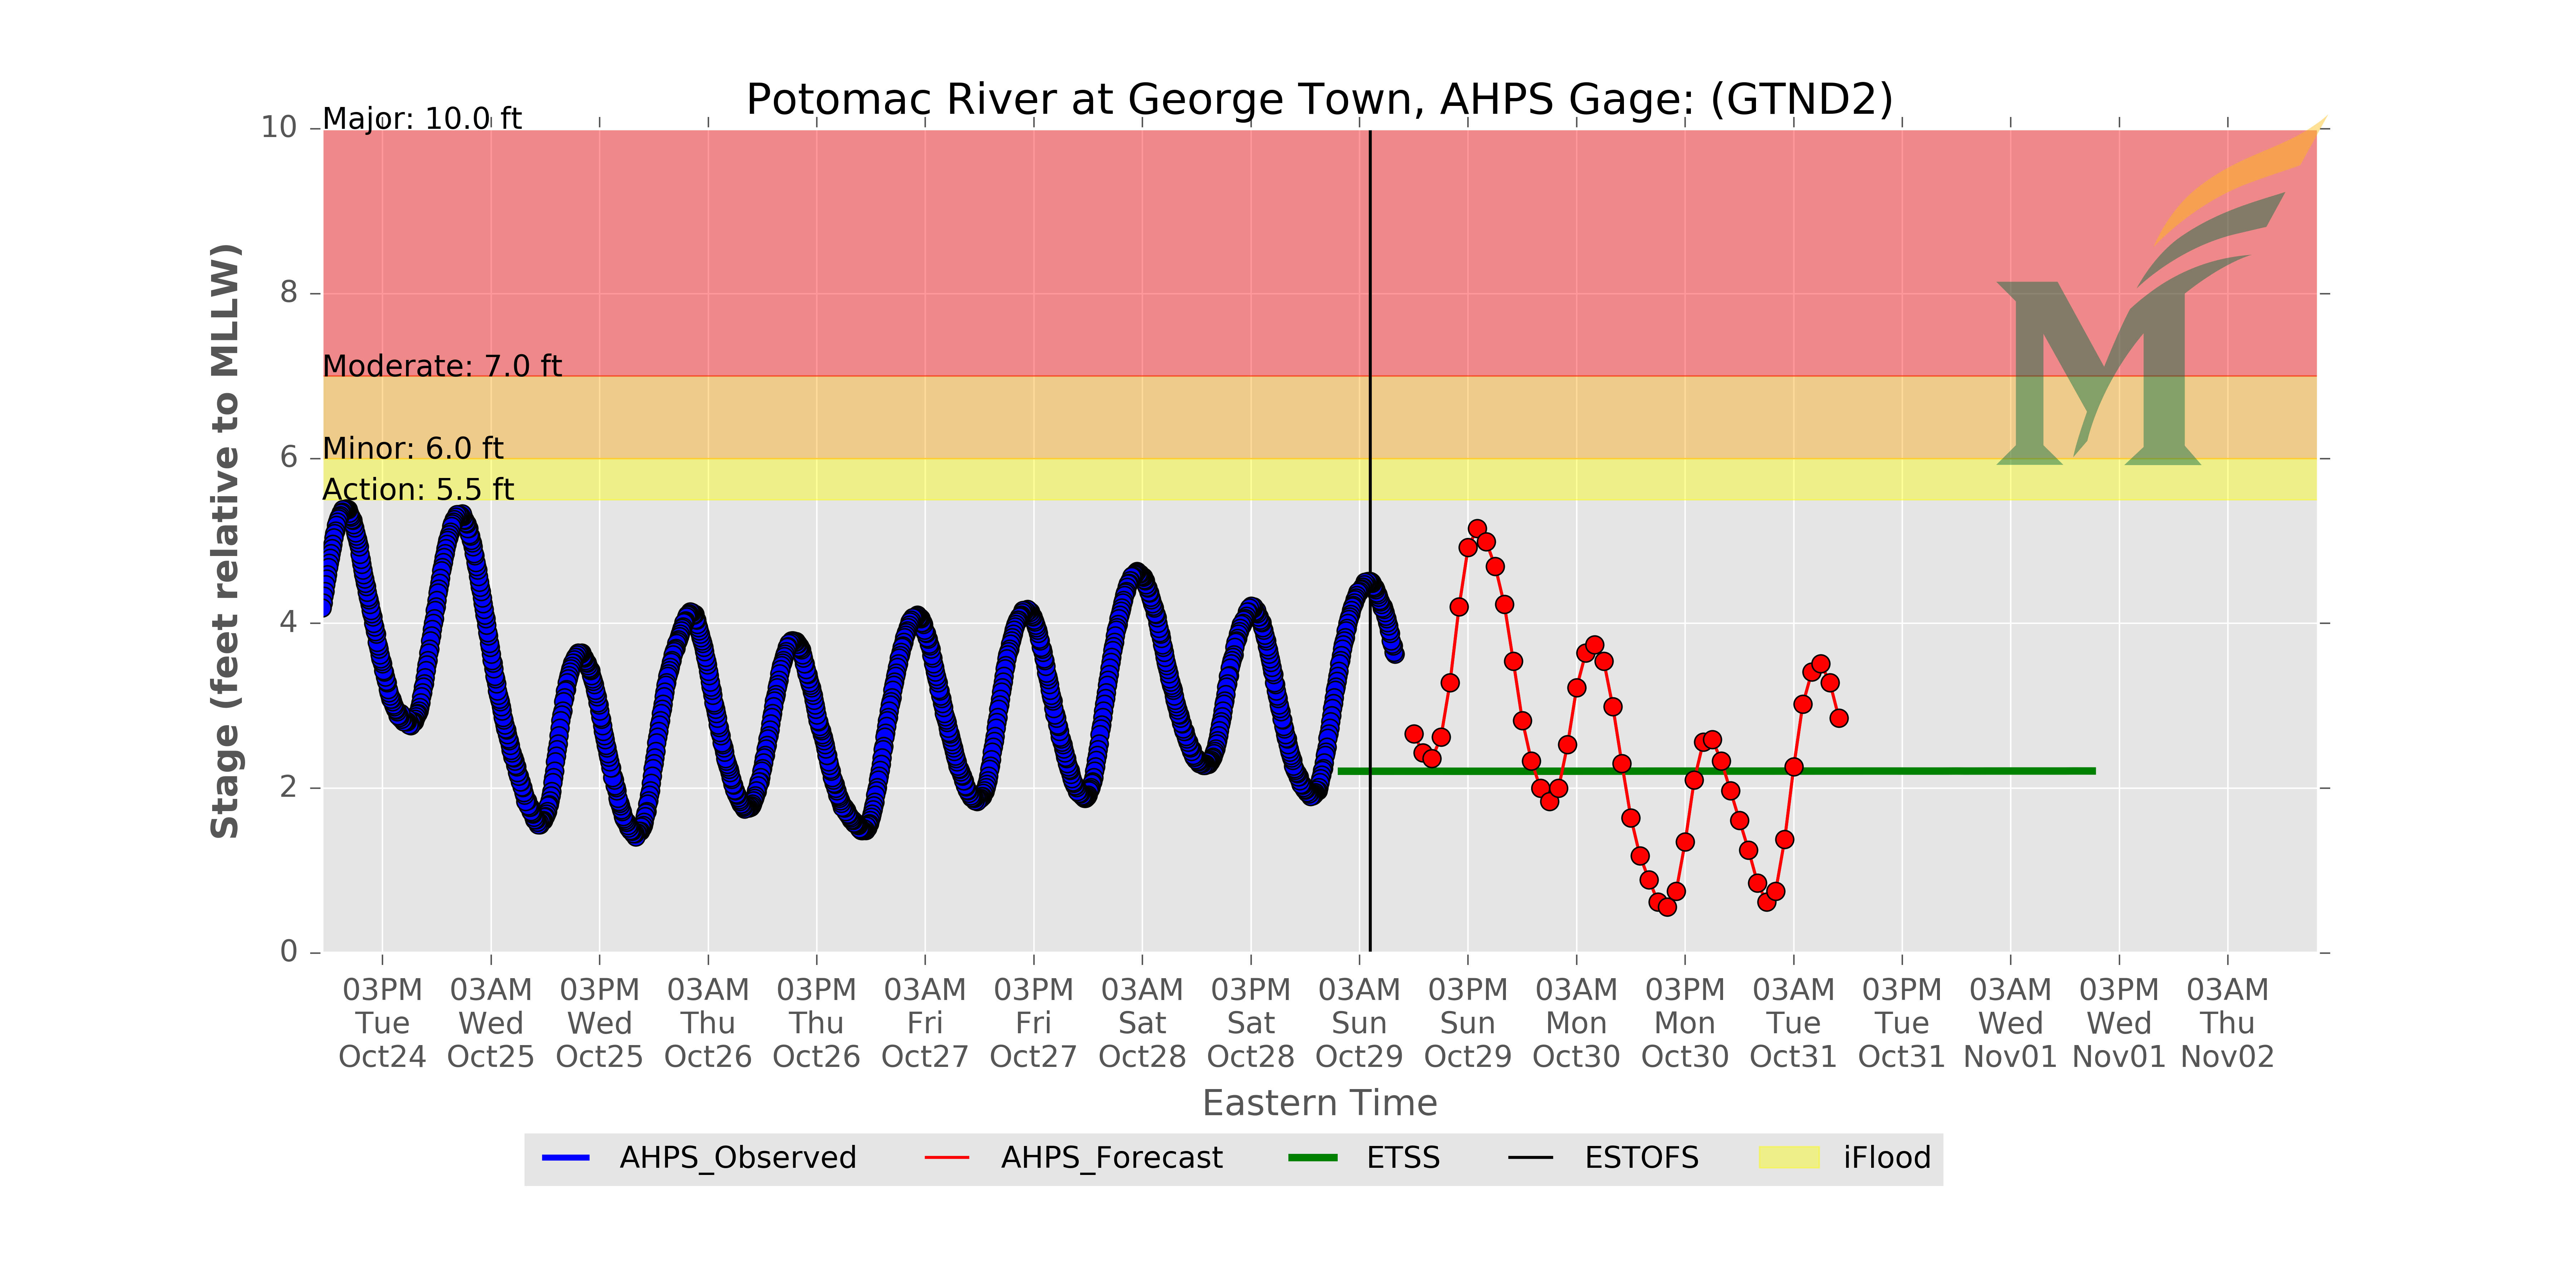 Potomac River at George Town, AHPS Gage: (GTND2)
Major: 10.0 ft
Moderate: 7.0 ft
Minor: 6.0 ft
Action: 5.5 ft
10
8
6
4
2
0
Stage (feet relative to MLLW)
03PM 03AM 03PM 03AM 03PM 03AM 03PM 03AM 03PM 03AM 03PM 03AM 03PM 03AM 03PM 03AM 03PM 03AM
Tue Wed Wed Thu Thu Fri Fri Sat Sat Sun Sun Mon Mon Tue Tue Wed Wed Thu
Oct24 Oct25 Oct25 Oct26 Oct26 Oct27 Oct27 Oct28 Oct28 Oct29 Oct29 Oct30 Oct30 Oct31 Oct31 Nov01 Nov01 Nov02
Eastern Time
AHPS_Observed AHPS_Forecast ETSS ESTOFS iFlood
M